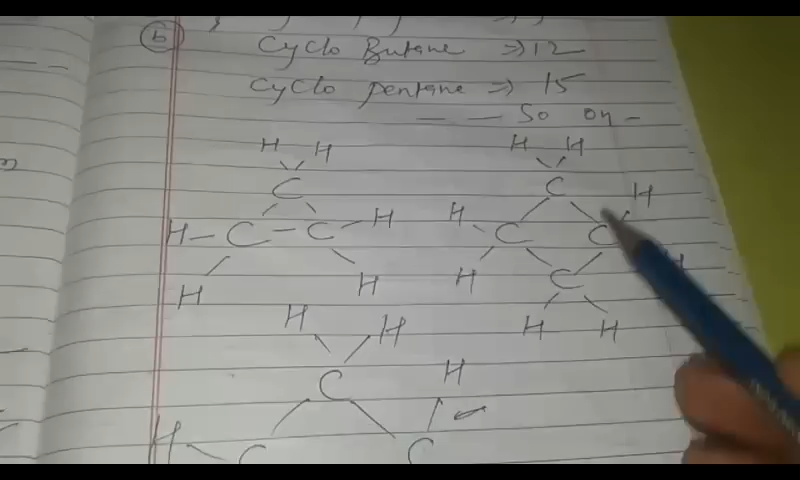 (b) Cyclo Butane => 12
Cyclo pentane => 15
— — So on -
H H H H
C C H
H - C - C - H H C C
H H H C H
H H H H
C H
H C C